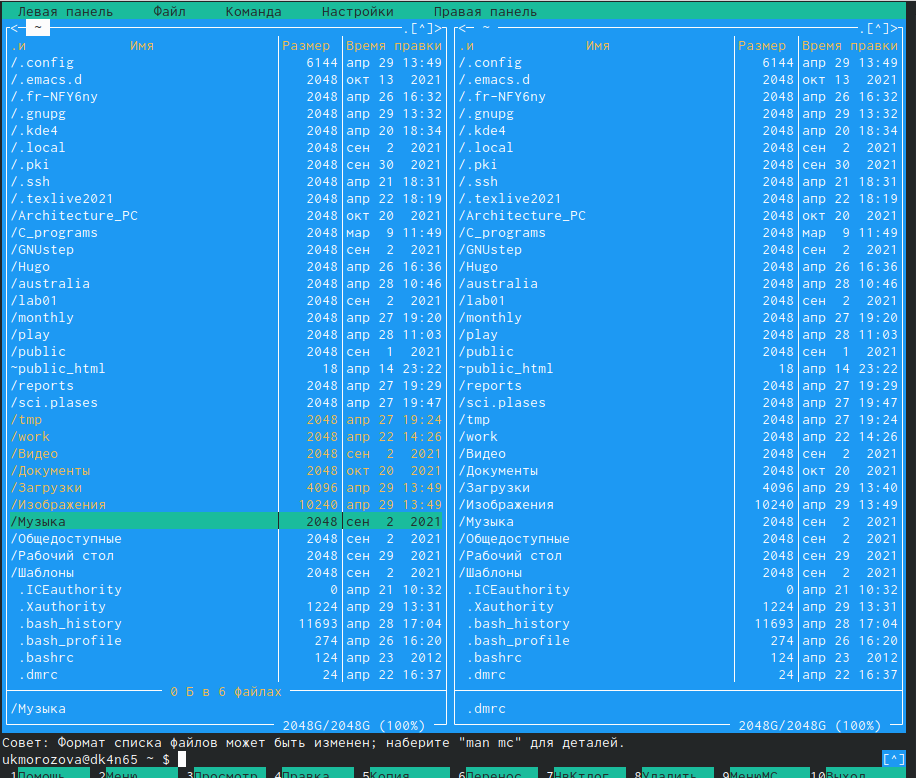 Левая панель Файл Команда Настройки Правая панель
<- ~ .[^]> <- ~ .[^]>
.и Имя Размер Время правки .и Имя Размер Время правки
/.config 6144 апр 29 13:49 /.config 6144 апр 29 13:49
/.emacs.d 2048 окт 13 2021 /.emacs.d 2048 окт 13 2021
/.fr-NFY6ny 2048 апр 26 16:32 /.fr-NFY6ny 2048 апр 26 16:32
/.gnupg 2048 апр 29 13:32 /.gnupg 2048 апр 29 13:32
/.kde4 2048 апр 20 18:34 /.kde4 2048 апр 20 18:34
/.local 2048 сен 2 2021 /.local 2048 сен 2 2021
/.pki 2048 сен 30 2021 /.pki 2048 сен 30 2021
/.ssh 2048 апр 21 18:31 /.ssh 2048 апр 21 18:31
/.texlive2021 2048 апр 22 18:19 /.texlive2021 2048 апр 22 18:19
/Architecture_PC 2048 окт 20 2021 /Architecture_PC 2048 окт 20 2021
/C_programs 2048 мар 9 11:49 /C_programs 2048 мар 9 11:49
/GNUstep 2048 сен 2 2021 /GNUstep 2048 сен 2 2021
/Hugo 2048 апр 26 16:36 /Hugo 2048 апр 26 16:36
/australia 2048 апр 28 10:46 /australia 2048 апр 28 10:46
/lab01 2048 сен 2 2021 /lab01 2048 сен 2 2021
/monthly 2048 апр 27 19:20 /monthly 2048 апр 27 19:20
/play 2048 апр 28 11:03 /play 2048 апр 28 11:03
/public 2048 сен 1 2021 /public 2048 сен 1 2021
~public_html 18 апр 14 23:22 ~public_html 18 апр 14 23:22
/reports 2048 апр 27 19:29 /reports 2048 апр 27 19:29
/sci.plases 2048 апр 27 19:47 /sci.plases 2048 апр 27 19:47
/tmp 2048 апр 27 19:24 /tmp 2048 апр 27 19:24
/work 2048 апр 22 14:26 /work 2048 апр 22 14:26
/Видео 2048 сен 2 2021 /Видео 2048 сен 2 2021
/Документы 2048 окт 20 2021 /Документы 2048 окт 20 2021
/Загрузки 4096 апр 29 13:49 /Загрузки 4096 апр 29 13:40
/Изображения 10240 апр 29 13:49 /Изображения 10240 апр 29 13:49
/Музыка 2048 сен 2 2021 /Музыка 2048 сен 2 2021
/Общедоступные 2048 сен 2 2021 /Общедоступные 2048 сен 2 2021
/Рабочий стол 2048 сен 29 2021 /Рабочий стол 2048 сен 29 2021
/Шаблоны 2048 сен 2 2021 /Шаблоны 2048 сен 2 2021
.ICEauthority 0 апр 21 10:32 .ICEauthority 0 апр 21 10:32
.Xauthority 1224 апр 29 13:31 .Xauthority 1224 апр 29 13:31
.bash_history 11693 апр 28 17:04 .bash_history 11693 апр 28 17:04
.bash_profile 274 апр 26 16:20 .bash_profile 274 апр 26 16:20
.bashrc 124 апр 23 2012 .bashrc 124 апр 23 2012
.dmrc 24 апр 22 16:37 .dmrc 24 апр 22 16:37
0 Б в 6 файлах
/Музыка .dmrc
2048G/2048G (100%) 2048G/2048G (100%)
Совет: Формат списка файлов может быть изменен; наберите "man mc" для деталей.
ukmorozova@dk4n65 ~ $ [^]
1Помощь 2Меню 3Просмотр 4Правка 5Копия 6Перенос 7НвКтлог 8Удалить 9МенюMC 10Выход